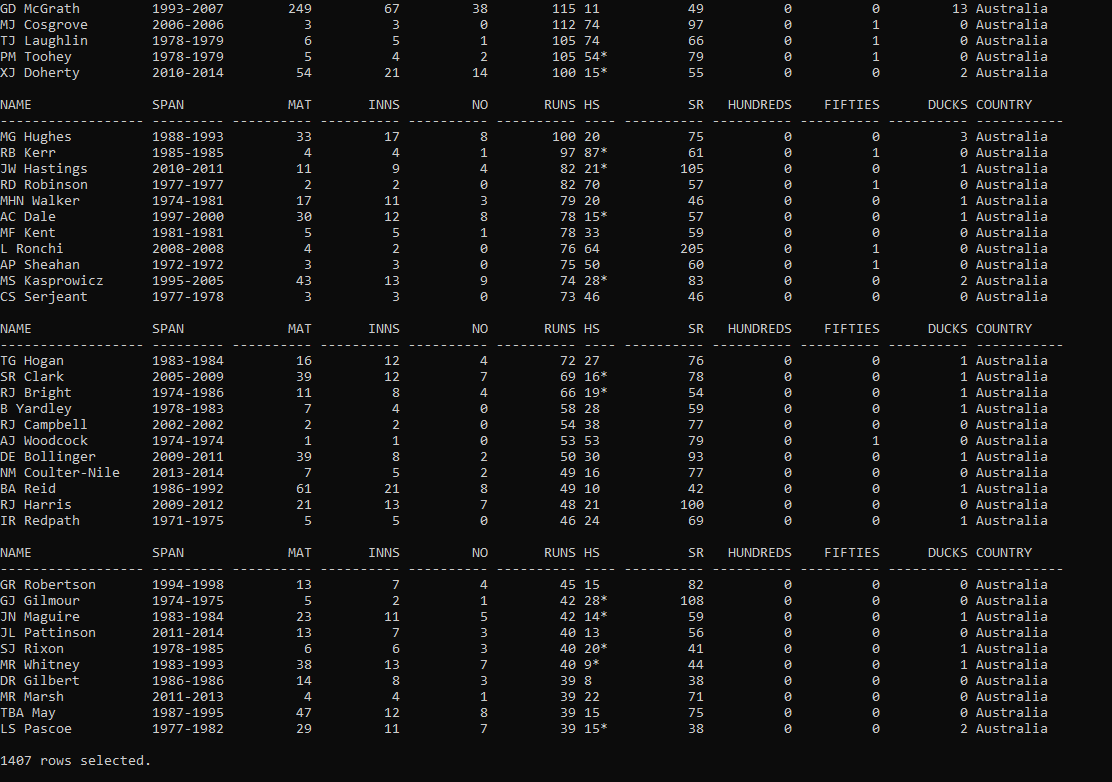 GD McGrath         1993-2007         249         67         38        115 11           49          0          0         13 Australia
MJ Cosgrove        2006-2006           3          3          0        112 74           97          0          1          0 Australia
TJ Laughlin        1978-1979           6          5          1        105 74           66          0          1          0 Australia
PM Toohey          1978-1979           5          4          2        105 54*          79          0          1          0 Australia
XJ Doherty         2010-2014          54         21         14        100 15*          55          0          0          2 Australia
NAME               SPAN             MAT       INNS         NO       RUNS HS           SR   HUNDREDS    FIFTIES      DUCKS COUNTRY
------------------ --------- ---------- ---------- ---------- ---------- ---- ---------- ---------- ---------- ---------- -----------
MG Hughes          1988-1993          33         17          8        100 20           75          0          0          3 Australia
RB Kerr            1985-1985           4          4          1         97 87*          61          0          1          0 Australia
JW Hastings        2010-2011          11          9          4         82 21*         105          0          0          1 Australia
RD Robinson        1977-1977           2          2          0         82 70           57          0          1          0 Australia
MHN Walker         1974-1981          17         11          3         79 20           46          0          0          1 Australia
AC Dale            1997-2000          30         12          8         78 15*          57          0          0          1 Australia
MF Kent            1981-1981           5          5          1         78 33           59          0          0          0 Australia
L Ronchi           2008-2008           4          2          0         76 64          205          0          1          0 Australia
AP Sheahan         1972-1972           3          3          0         75 50           60          0          1          0 Australia
MS Kasprowicz      1995-2005          43         13          9         74 28*          83          0          0          2 Australia
CS Serjeant        1977-1978           3          3          0         73 46           46          0          0          0 Australia
NAME               SPAN             MAT       INNS         NO       RUNS HS           SR   HUNDREDS    FIFTIES      DUCKS COUNTRY
------------------ --------- ---------- ---------- ---------- ---------- ---- ---------- ---------- ---------- ---------- -----------
TG Hogan           1983-1984          16         12          4         72 27           76          0          0          1 Australia
SR Clark           2005-2009          39         12          7         69 16*          78          0          0          1 Australia
RJ Bright          1974-1986          11          8          4         66 19*          54          0          0          1 Australia
B Yardley          1978-1983           7          4          0         58 28           59          0          0          1 Australia
RJ Campbell        2002-2002           2          2          0         54 38           77          0          0          0 Australia
AJ Woodcock        1974-1974           1          1          0         53 53           79          0          1          0 Australia
DE Bollinger       2009-2011          39          8          2         50 30           93          0          0          1 Australia
NM Coulter-Nile    2013-2014           7          5          2         49 16           77          0          0          0 Australia
BA Reid            1986-1992          61         21          8         49 10           42          0          0          1 Australia
RJ Harris          2009-2012          21         13          7         48 21          100          0          0          0 Australia
IR Redpath         1971-1975           5          5          0         46 24           69          0          0          1 Australia
NAME               SPAN             MAT       INNS         NO       RUNS HS           SR   HUNDREDS    FIFTIES      DUCKS COUNTRY
------------------ --------- ---------- ---------- ---------- ---------- ---- ---------- ---------- ---------- ---------- -----------
GR Robertson       1994-1998          13          7          4         45 15           82          0          0          0 Australia
GJ Gilmour         1974-1975           5          2          1         42 28*         108          0          0          0 Australia
JN Maguire         1983-1984          23         11          5         42 14*          59          0          0          1 Australia
JL Pattinson       2011-2014          13          7          3         40 13           56          0          0          0 Australia
SJ Rixon           1978-1985           6          6          3         40 20*          41          0          0          1 Australia
MR Whitney         1983-1993          38         13          7         40 9*           44          0          0          1 Australia
DR Gilbert         1986-1986          14          8          3         39 8            38          0          0          0 Australia
MR Marsh           2011-2013           4          4          1         39 22           71          0          0          0 Australia
TBA May            1987-1995          47         12          8         39 15           75          0          0          0 Australia
LS Pascoe          1977-1982          29         11          7         39 15*          38          0          0          2 Australia
1407 rows selected.